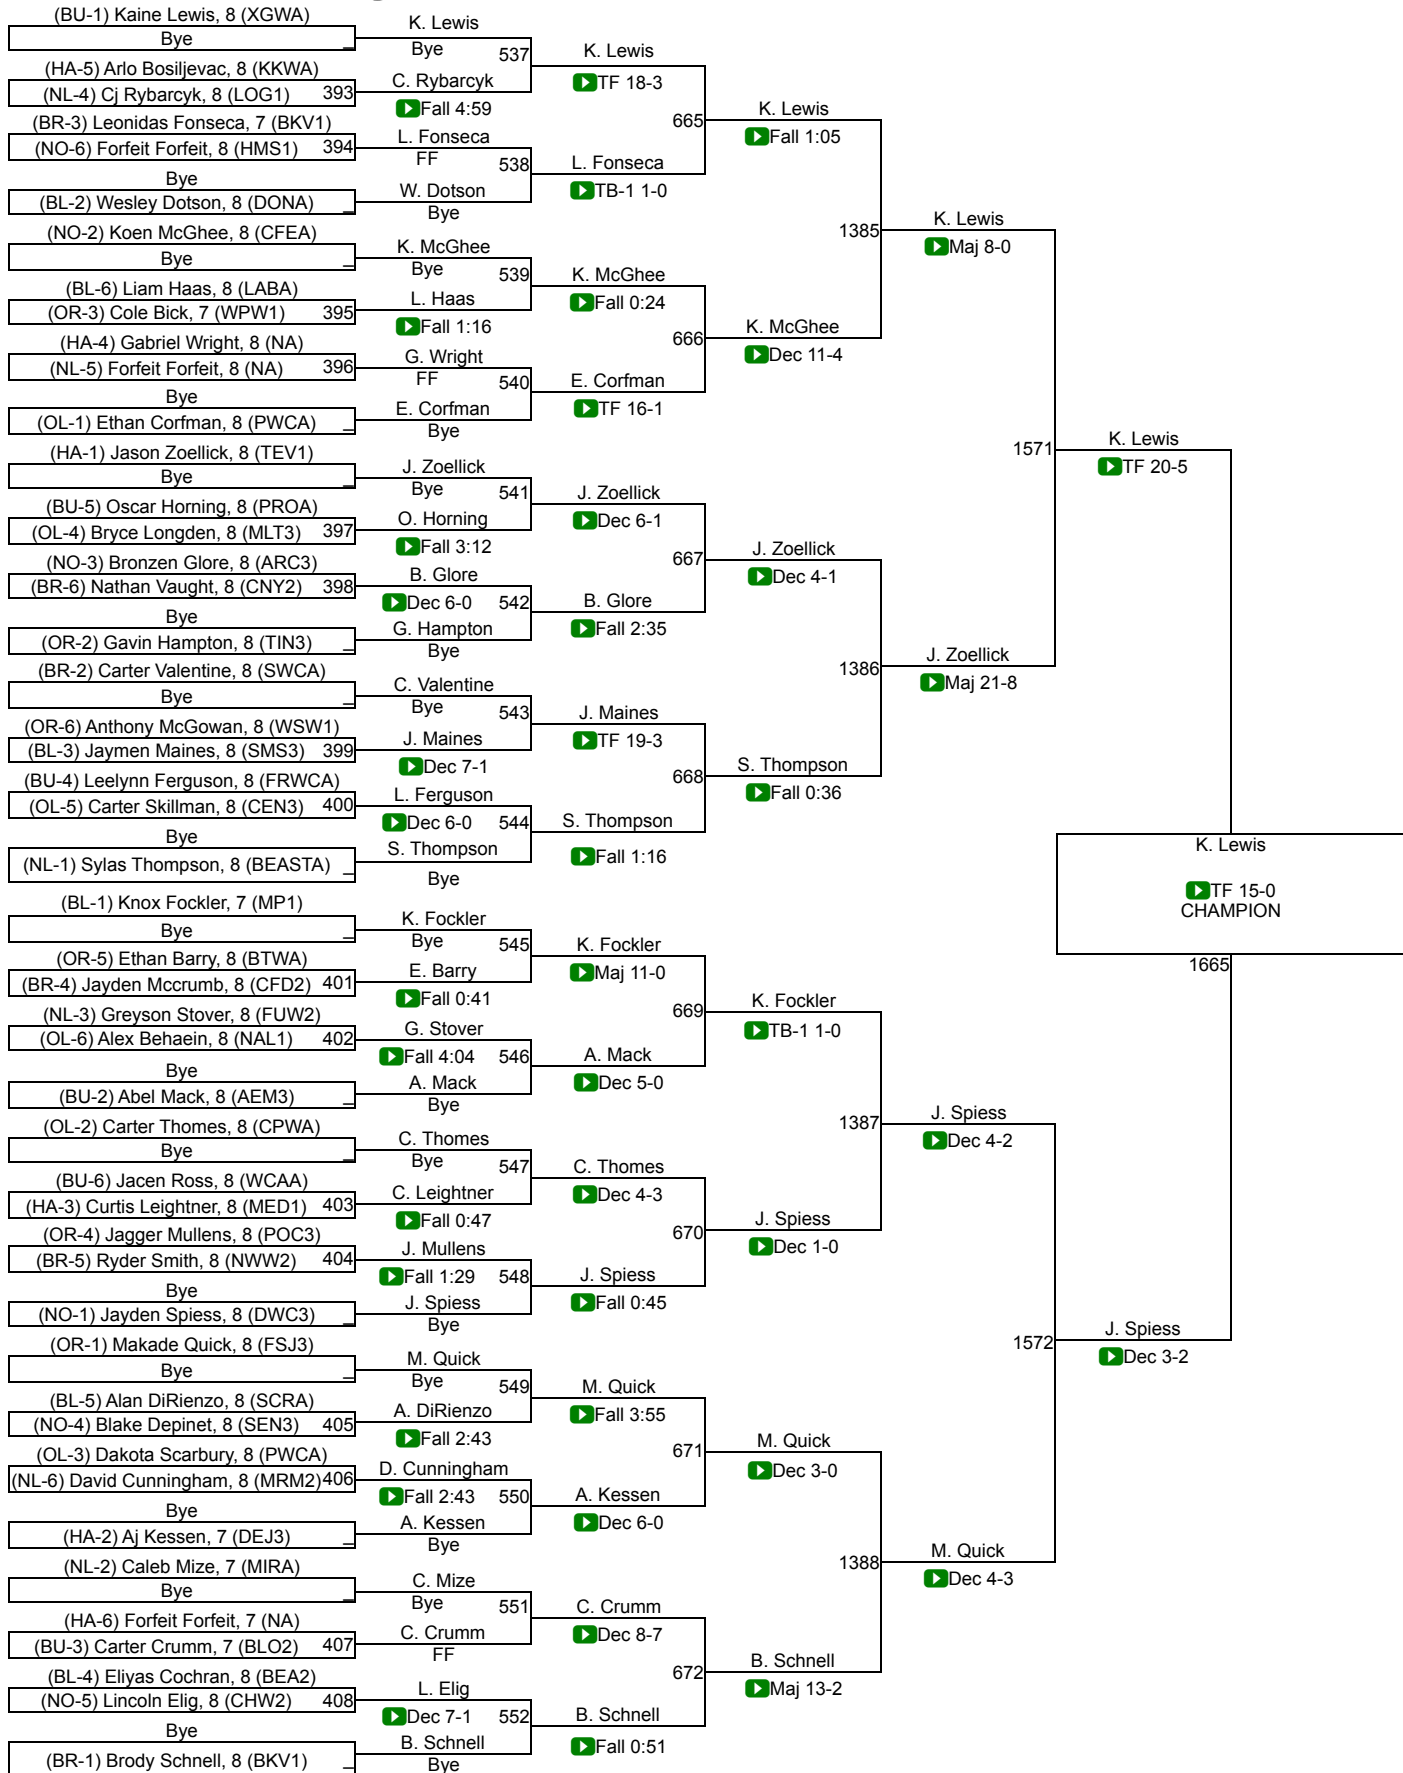 (BU-1) Kaine Lewis, 8 (XGWA)
Bye
(HA-5) Arlo Bosiljevac, 8 (KKWA)
(NL-4) Cj Rybarcyk, 8 (LOG1) 393
(BR-3) Leonidas Fonseca, 7 (BKV1)
(NO-6) Forfeit Forfeit, 8 (HMS1) 394
Bye
(BL-2) Wesley Dotson, 8 (DONA)
(NO-2) Koen McGhee, 8 (CFEA)
Bye
(BL-6) Liam Haas, 8 (LABA)
(OR-3) Cole Bick, 7 (WPW1) 395
(HA-4) Gabriel Wright, 8 (NA)
(NL-5) Forfeit Forfeit, 8 (NA) 396
Bye
(OL-1) Ethan Corfman, 8 (PWCA)
(HA-1) Jason Zoellick, 8 (TEV1)
Bye
(BU-5) Oscar Horning, 8 (PROA)
(OL-4) Bryce Longden, 8 (MLT3) 397
(NO-3) Bronzen Glore, 8 (ARC3)
(BR-6) Nathan Vaught, 8 (CNY2) 398
Bye
(OR-2) Gavin Hampton, 8 (TIN3)
(BR-2) Carter Valentine, 8 (SWCA)
Bye
(OR-6) Anthony McGowan, 8 (WSW1)
(BL-3) Jaymen Maines, 8 (SMS3) 399
(BU-4) Leelynn Ferguson, 8 (FRWCA)
(OL-5) Carter Skillman, 8 (CEN3) 400
Bye
(NL-1) Sylas Thompson, 8 (BEASTA)
(BL-1) Knox Fockler, 7 (MP1)
Bye
(OR-5) Ethan Barry, 8 (BTWA)
(BR-4) Jayden Mccrumb, 8 (CFD2) 401
(NL-3) Greyson Stover, 8 (FUW2)
(OL-6) Alex Behaein, 8 (NAL1) 402
Bye
(BU-2) Abel Mack, 8 (AEM3)
(OL-2) Carter Thomes, 8 (CPWA)
Bye
(BU-6) Jacen Ross, 8 (WCAA)
(HA-3) Curtis Leightner, 8 (MED1) 403
(OR-4) Jagger Mullens, 8 (POC3)
(BR-5) Ryder Smith, 8 (NWW2) 404
Bye
(NO-1) Jayden Spiess, 8 (DWC3)
(OR-1) Makade Quick, 8 (FSJ3)
Bye
(BL-5) Alan DiRienzo, 8 (SCRA)
(NO-4) Blake Depinet, 8 (SEN3) 405
(OL-3) Dakota Scarbury, 8 (PWCA)
(NL-6) David Cunningham, 8 (MRM2) 406
Bye
(HA-2) Aj Kessen, 7 (DEJ3)
(NL-2) Caleb Mize, 7 (MIRA)
Bye
(HA-6) Forfeit Forfeit, 7 (NA)
(BU-3) Carter Crumm, 7 (BLO2) 407
(BL-4) Eliyas Cochran, 8 (BEA2)
(NO-5) Lincoln Elig, 8 (CHW2) 408
Bye
(BR-1) Brody Schnell, 8 (BKV1)
K. Lewis
Bye 537
C. Rybarcyk
Fall 4:59
L. Fonseca
FF 538
W. Dotson
Bye
K. McGhee
Bye 539
L. Haas
Fall 1:16
G. Wright
FF 540
E. Corfman
Bye
J. Zoellick
Bye 541
O. Horning
Fall 3:12
B. Glore
Dec 6-0 542
G. Hampton
Bye
C. Valentine
Bye 543
J. Maines
Dec 7-1
L. Ferguson
Dec 6-0 544
S. Thompson
Bye
K. Fockler
Bye 545
E. Barry
Fall 0:41
G. Stover
Fall 4:04 546
A. Mack
Bye
C. Thomes
Bye 547
C. Leightner
Fall 0:47
J. Mullens
Fall 1:29 548
J. Spiess
Bye
M. Quick
Bye 549
A. DiRienzo
Fall 2:43
D. Cunningham
Fall 2:43 550
A. Kessen
Bye
C. Mize
Bye 551
C. Crumm
FF
L. Elig
Dec 7-1 552
B. Schnell
Bye
K. Lewis
TF 18-3
665
L. Fonseca
TB-1 1-0
K. McGhee
Fall 0:24
666
E. Corfman
TF 16-1
J. Zoellick
Dec 6-1
667
B. Glore
Fall 2:35
J. Maines
TF 19-3
668
S. Thompson
Fall 1:16
K. Fockler
Maj 11-0
669
A. Mack
Dec 5-0
C. Thomes
Dec 4-3
670
J. Spiess
Fall 0:45
M. Quick
Fall 3:55
671
A. Kessen
Dec 6-0
C. Crumm
Dec 8-7
672
B. Schnell
Fall 0:51
K. Lewis
Fall 1:05
1385
K. McGhee
Dec 11-4
J. Zoellick
Dec 4-1
1386
S. Thompson
Fall 0:36
K. Fockler
TB-1 1-0
1387
J. Spiess
Dec 1-0
M. Quick
Dec 3-0
1388
B. Schnell
Maj 13-2
K. Lewis
Maj 8-0
1571
J. Zoellick
Maj 21-8
J. Spiess
Dec 4-2
1572
M. Quick
Dec 4-3
K. Lewis
TF 20-5
J. Spiess
Dec 3-2
K. Lewis
TF 15-0
CHAMPION
1665